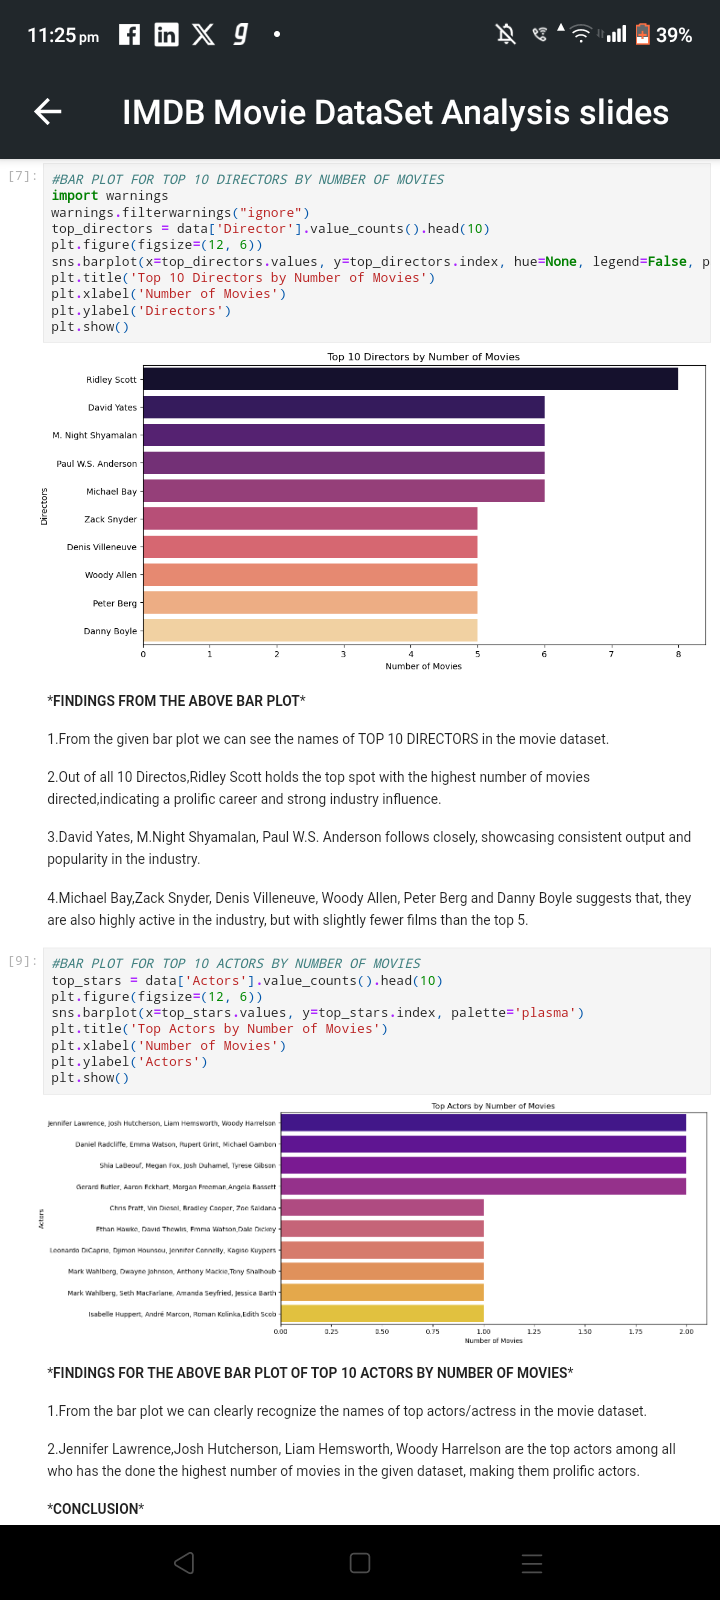 11:25 pm
39%
IMDB Movie DataSet Analysis slides
[7]:
#BAR PLOT FOR TOP 10 DIRECTORS BY NUMBER OF MOVIES
import warnings
warnings.filterwarnings("ignore")
top_directors = data['Director'].value_counts().head(10)
plt.figure(figsize=(12, 6))
sns.barplot(x=top_directors.values, y=top_directors.index, hue=None, legend=False, p
plt.title('Top 10 Directors by Number of Movies')
plt.xlabel('Number of Movies')
plt.ylabel('Directors')
plt.show()
Top 10 Directors by Number of Movies
Directors
Ridley Scott
David Yates
M. Night Shyamalan
Paul W.S. Anderson
Michael Bay
Zack Snyder
Denis Villeneuve
Woody Allen
Peter Berg
Danny Boyle
0 1 2 3 4 5 6 7 8
Number of Movies
*FINDINGS FROM THE ABOVE BAR PLOT*
1.From the given bar plot we can see the names of TOP 10 DIRECTORS in the movie dataset.
2.Out of all 10 Directos,Ridley Scott holds the top spot with the highest number of movies
directed,indicating a prolific career and strong industry influence.
3.David Yates, M.Night Shyamalan, Paul W.S. Anderson follows closely, showcasing consistent output and
popularity in the industry.
4.Michael Bay,Zack Snyder, Denis Villeneuve, Woody Allen, Peter Berg and Danny Boyle suggests that, they
are also highly active in the industry, but with slightly fewer films than the top 5.
[9]:
#BAR PLOT FOR TOP 10 ACTORS BY NUMBER OF MOVIES
top_stars = data['Actors'].value_counts().head(10)
plt.figure(figsize=(12, 6))
sns.barplot(x=top_stars.values, y=top_stars.index, palette='plasma')
plt.title('Top Actors by Number of Movies')
plt.xlabel('Number of Movies')
plt.ylabel('Actors')
plt.show()
Top Actors by Number of Movies
Actors
Jennifer Lawrence, Josh Hutcherson, Liam Hemsworth, Woody Harrelson
Daniel Radcliffe, Emma Watson, Rupert Grint, Michael Gambon
Shia LaBeouf, Megan Fox, Josh Duhamel, Tyrese Gibson
Gerard Butler, Aaron Eckhart, Morgan Freeman,Angela Bassett
Chris Pratt, Vin Diesel, Bradley Cooper, Zoe Saldana
Ethan Hawke, David Thewlis, Emma Watson,Dale Dickey
Leonardo DiCaprio, Djimon Hounsou, Jennifer Connelly, Kagiso Kuypers
Mark Wahlberg, Dwayne Johnson, Anthony Mackie,Tony Shalhoub
Mark Wahlberg, Seth MacFarlane, Amanda Seyfried, Jessica Barth
Isabelle Huppert, André Marcon, Roman Kolinka,Edith Scob
0.00 0.25 0.50 0.75 1.00 1.25 1.50 1.75 2.00
Number of Movies
*FINDINGS FOR THE ABOVE BAR PLOT OF TOP 10 ACTORS BY NUMBER OF MOVIES*
1.From the bar plot we can clearly recognize the names of top actors/actress in the movie dataset.
2.Jennifer Lawrence,Josh Hutcherson, Liam Hemsworth, Woody Harrelson are the top actors among all
who has the done the highest number of movies in the given dataset, making them prolific actors.
*CONCLUSION*